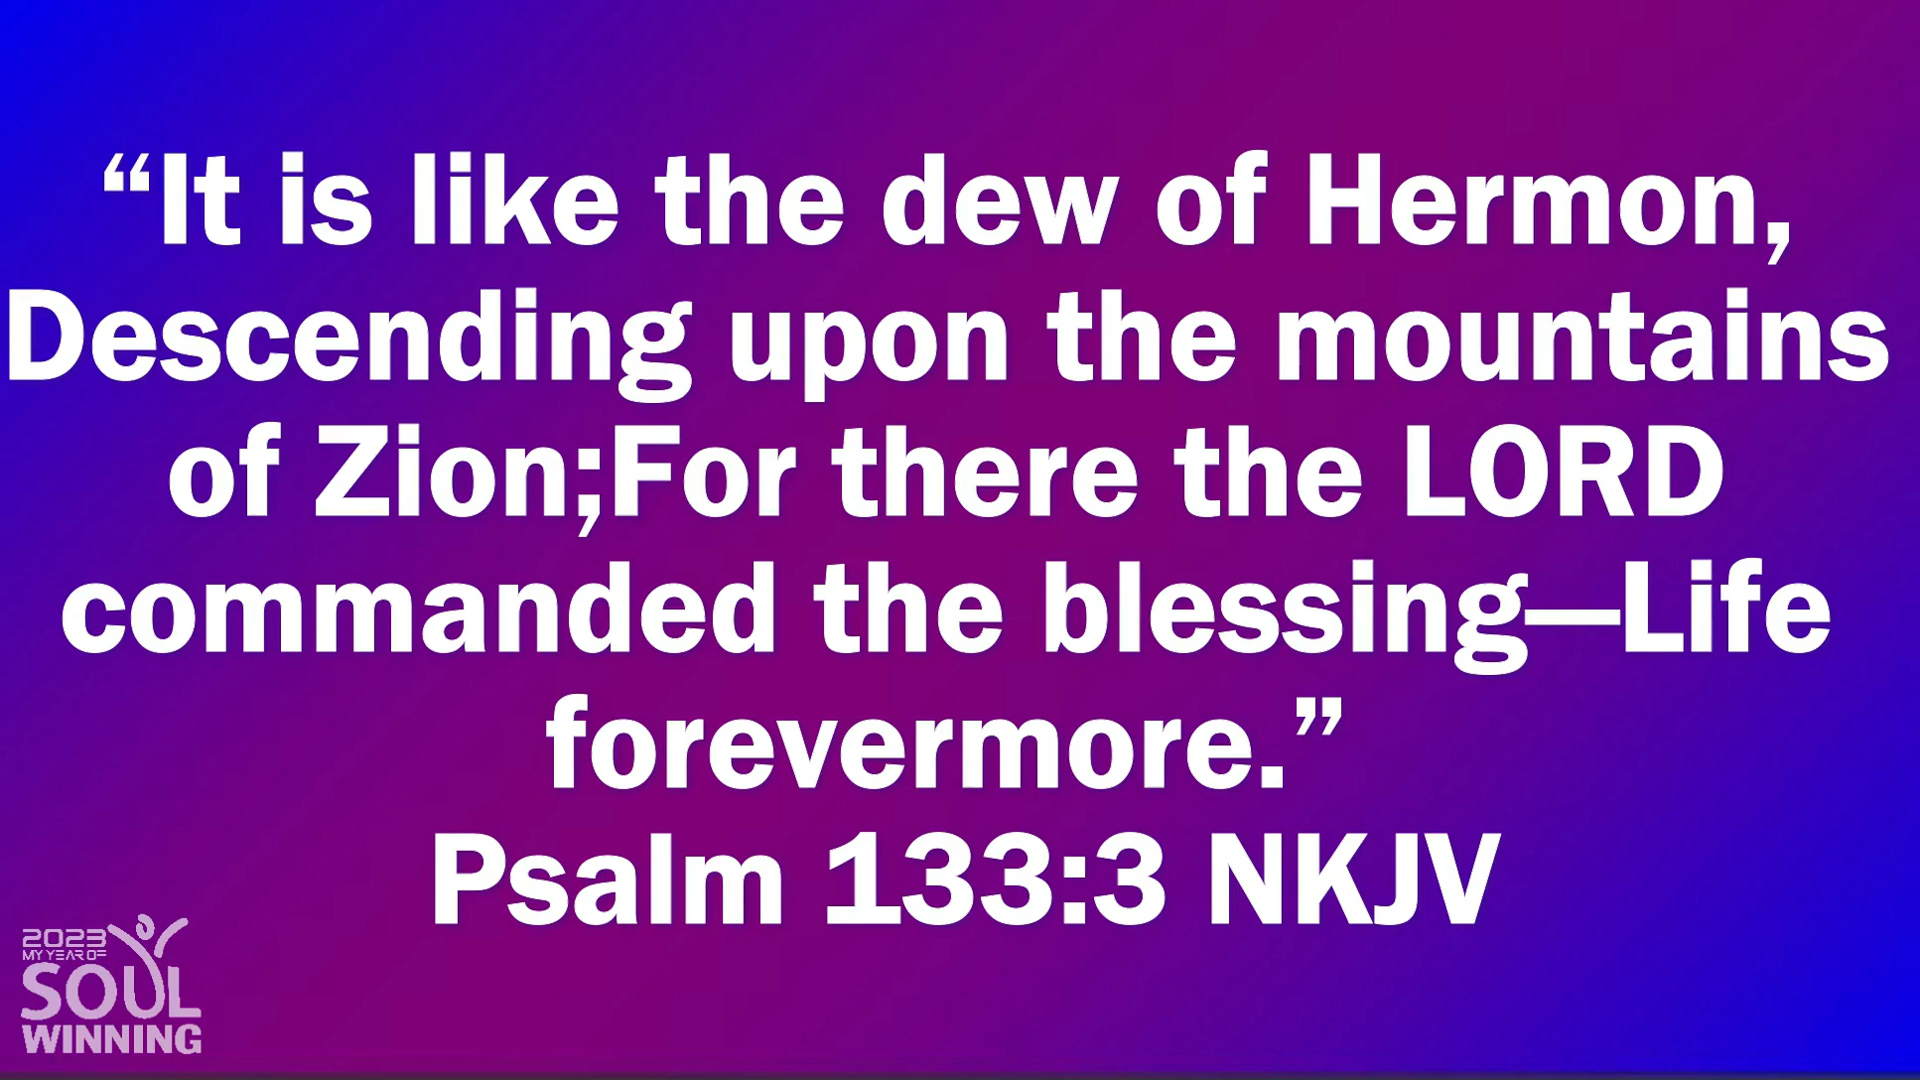 “It is like the dew of Hermon,
Descending upon the mountains
of Zion;For there the LORD
commanded the blessing—Life
forevermore.”
Psalm 133:3 NKJV
2023
MY YEAR OF
SOUL
WINNING